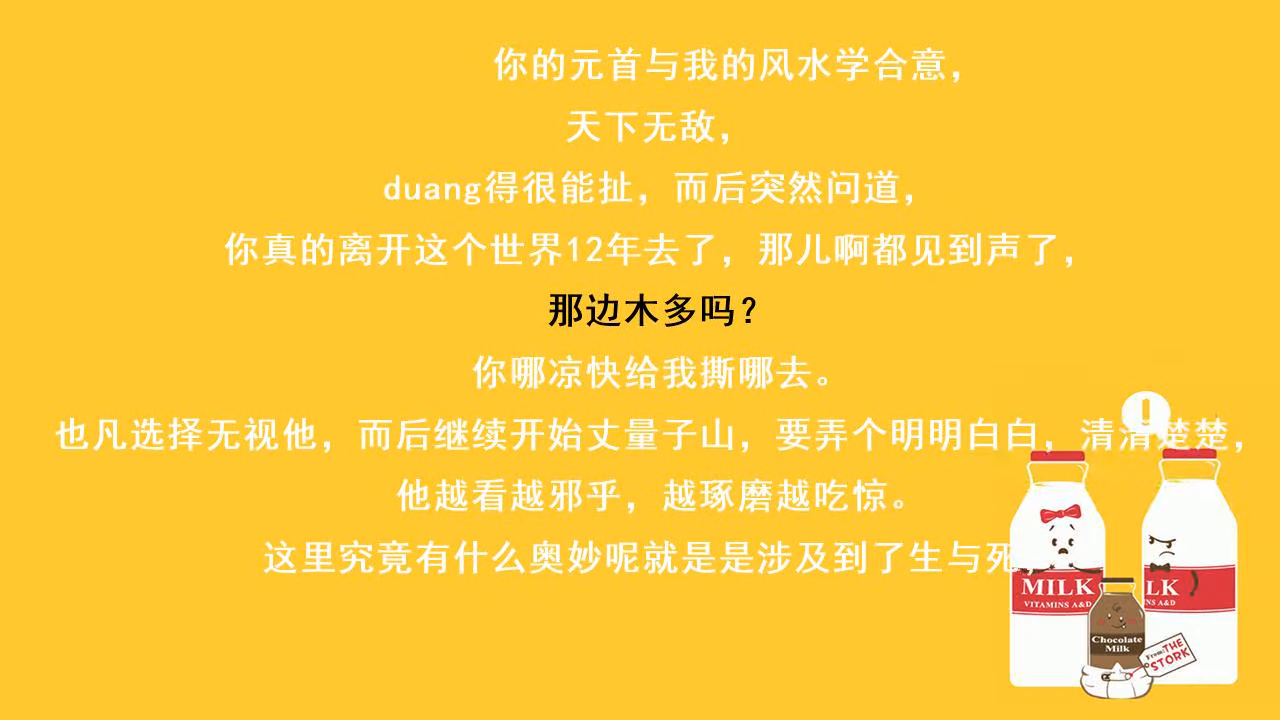 你的元首与我的风水学合意，
天下无敌，
duang得很能扯，而后突然问道，
你真的离开这个世界12年去了，那儿啊都见到声了，
那边木多吗？
你哪凉快给我撕哪去。
也凡选择无视他，而后继续开始丈量子山，要弄个明明白白，清清楚楚，
他越看越邪乎，越琢磨越吃惊。
这里究竟有什么奥妙呢就是是涉及到了生与死，
MILK
VITAMINS A&D
LK
NS A&D
Chocolate
Milk
From: THE
STORK